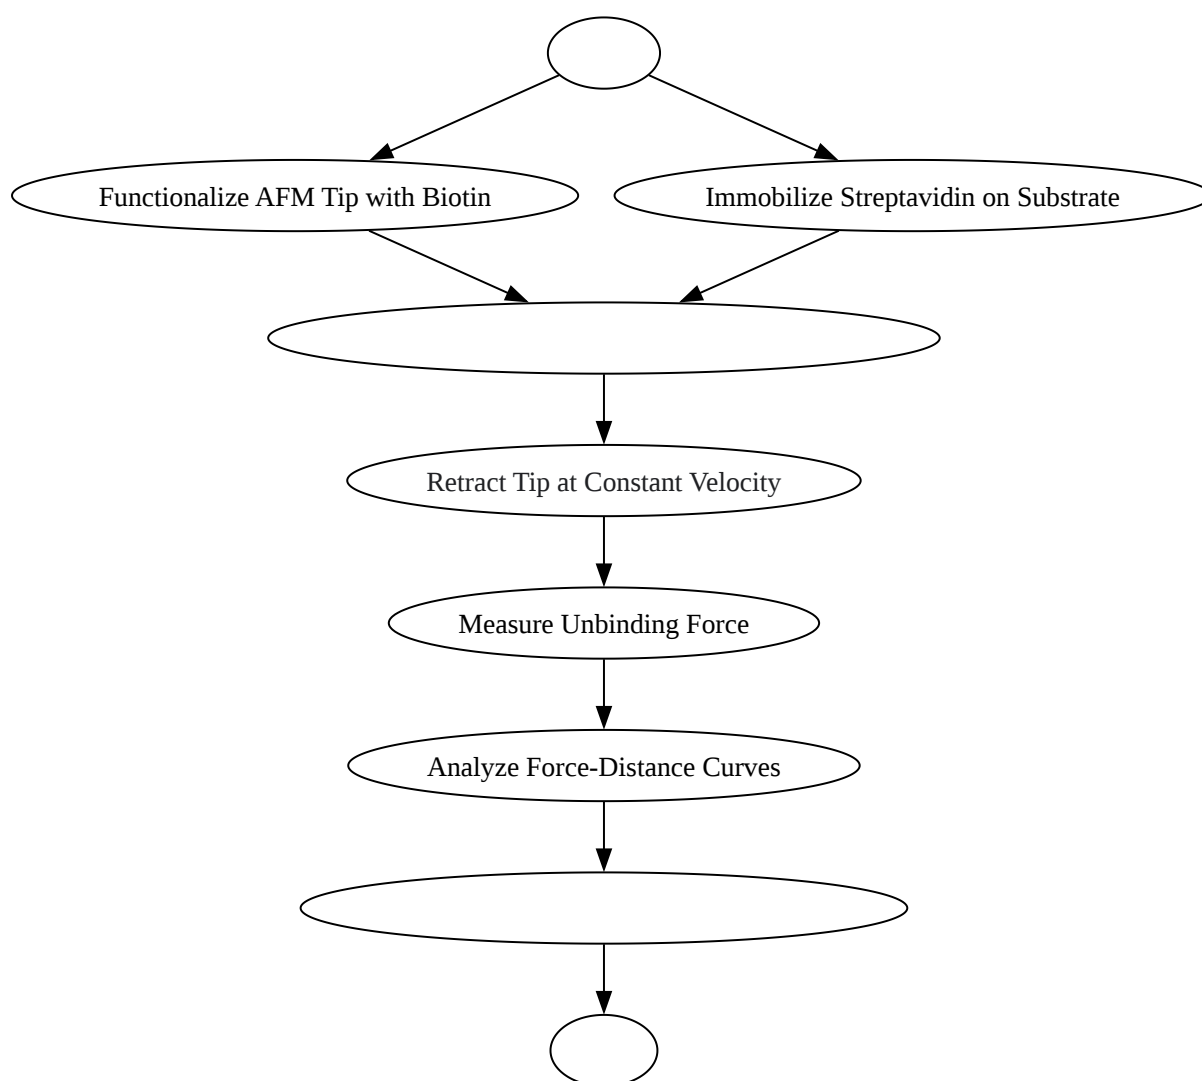 Functionalize AFM Tip with Biotin
Immobilize Streptavidin on Substrate
Retract Tip at Constant Velocity
Measure Unbinding Force
Analyze Force-Distance Curves